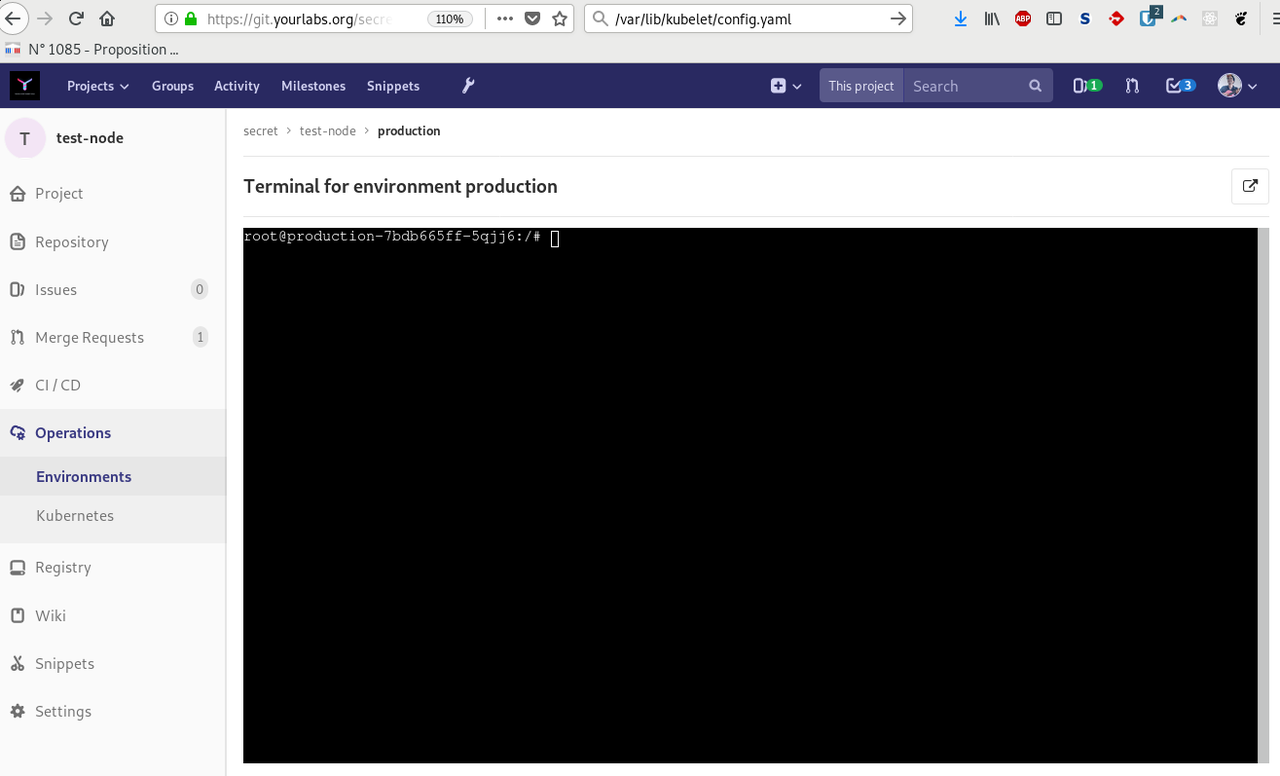 https://git.yourlabs.org/secre 110% /var/lib/kubelet/config.yaml ABP S 2
N° 1085 - Proposition ...
Projects Groups Activity Milestones Snippets This project Search 1 3
T test-node
secret > test-node > production
Terminal for environment production
root@production-7bdb665ff-5qjj6:/#
Project
Repository
Issues 0
Merge Requests 1
CI / CD
Operations
Environments
Kubernetes
Registry
Wiki
Snippets
Settings